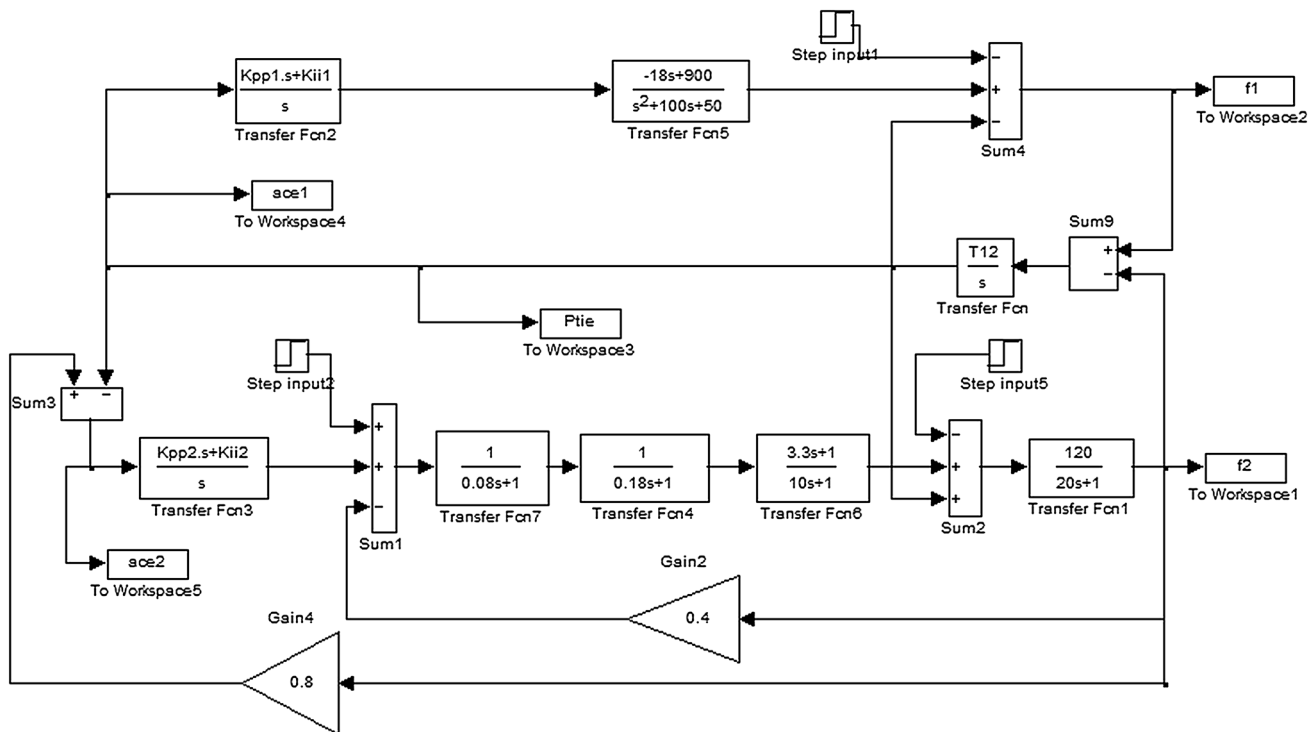 Step input1
Kpp1.s+Kii1
s
Transfer Fcn2
-18s+900
s2+100s+50
Transfer Fcn5
−
+
−
Sum4
f1
To Workspace2
ace1
To Workspace4
Sum9
+
−
T12
s
Transfer Fcn
Ptie
To Workspace3
Step input2
Step input5
Sum3
+ −
Kpp2.s+Kii2
s
Transfer Fcn3
+
+
−
Sum1
1
0.08s+1
Transfer Fcn7
1
0.18s+1
Transfer Fcn4
3.3s+1
10s+1
Transfer Fcn6
−
+
+
Sum2
120
20s+1
Transfer Fcn1
f2
To Workspace1
ace2
To Workspace5
Gain2
0.4
Gain4
0.8